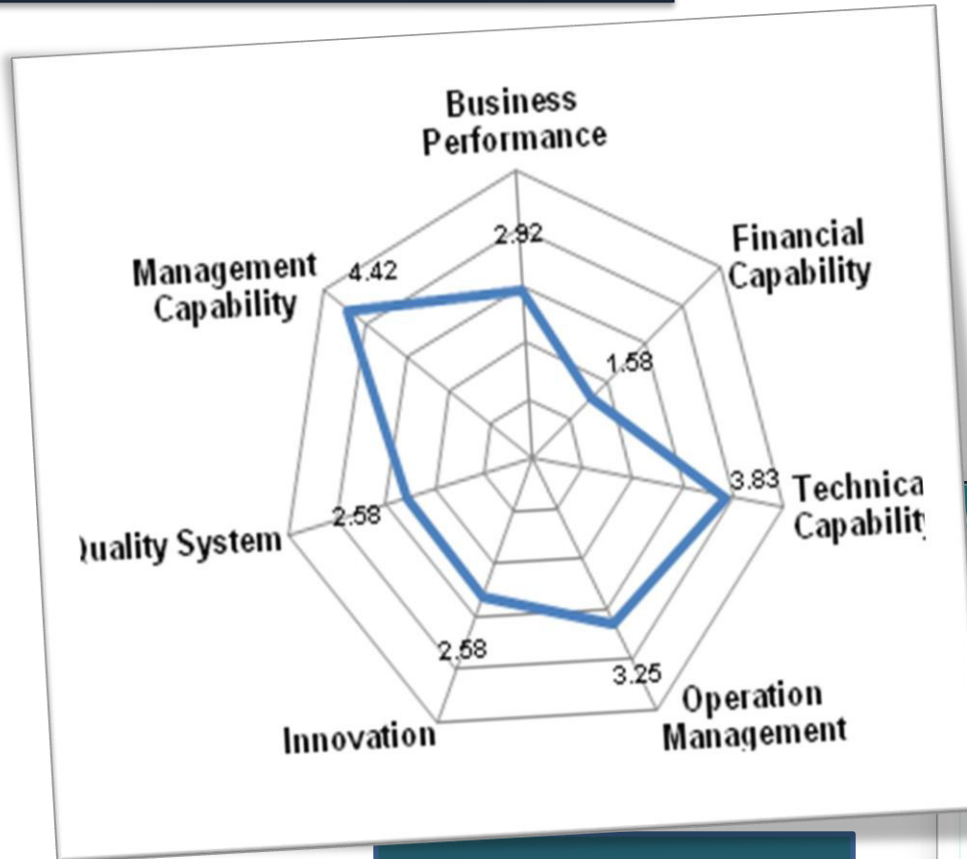 Business
Performance
2.92
Financial
Capability
Management
Capability
4.42
1.58
3.83
Technica
Capability
2.58
uality System
2.58
3.25
Operation
Management
Innovation